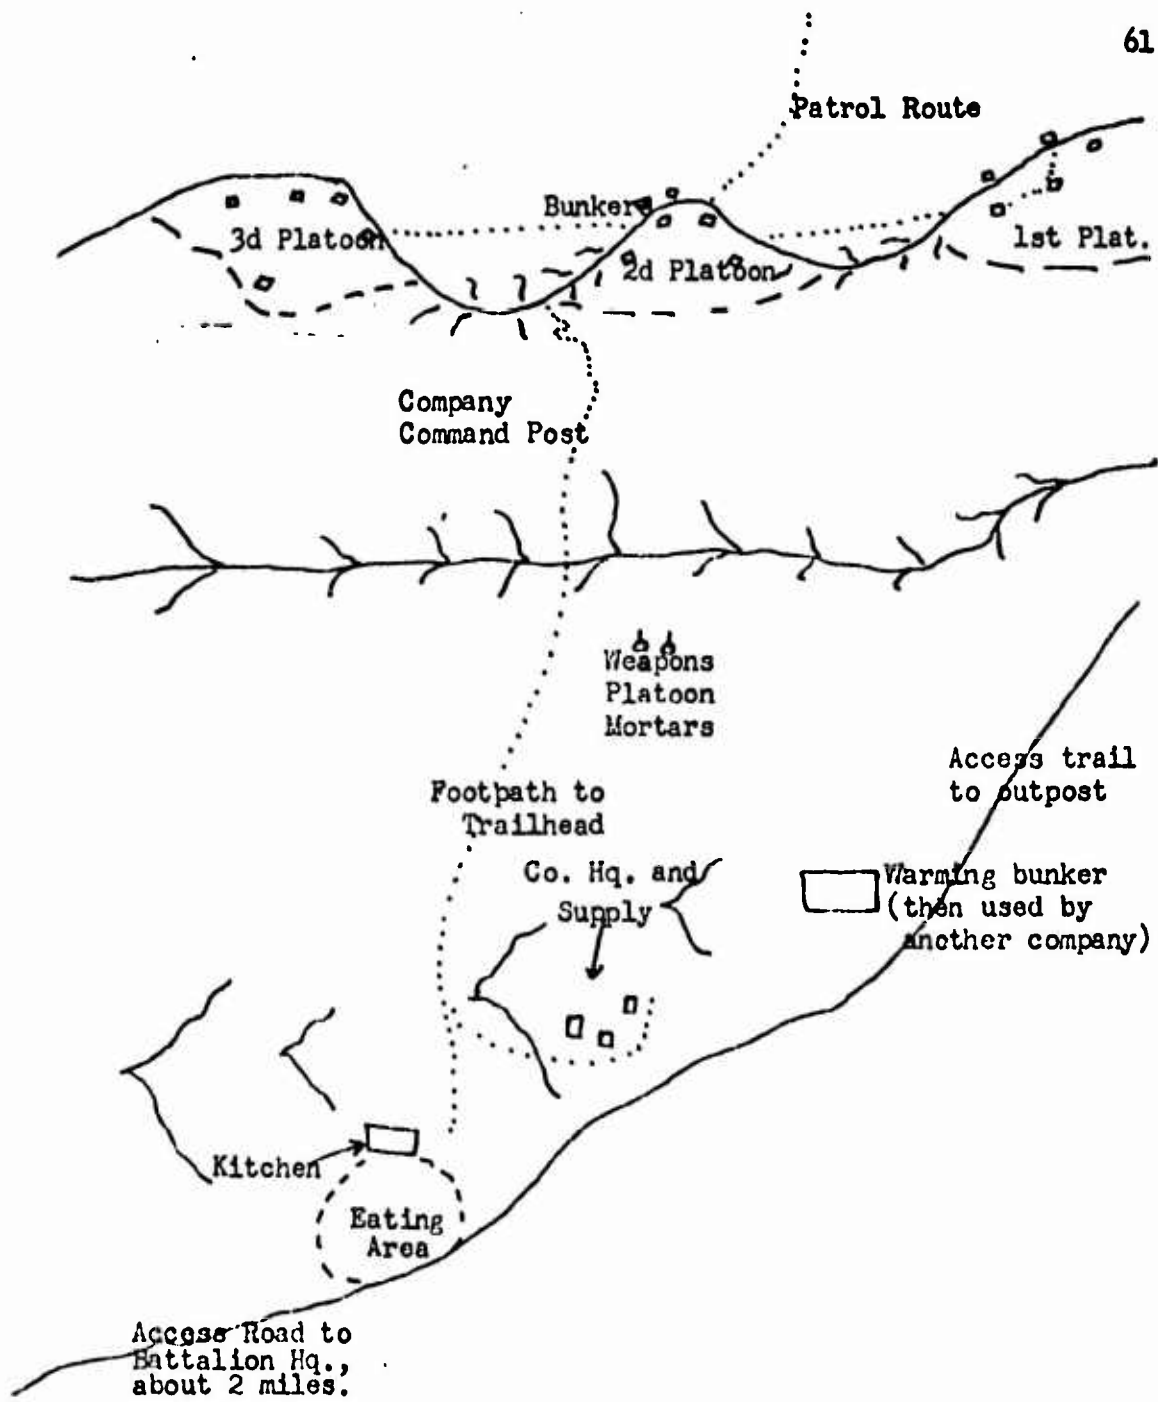 61
Patrol Route
Bunkers
3d Platoon
2d Platoon
1st Plat.
Company
Command Post
Weapons
Platoon
Mortars
Access trail
to outpost
Footpath to
Trailhead
Co. Hq. and
Supply
Warming bunker
(then used by
another company)
Kitchen
Eating
Area
Access Road to
Battalion Hq.,
about 2 miles.